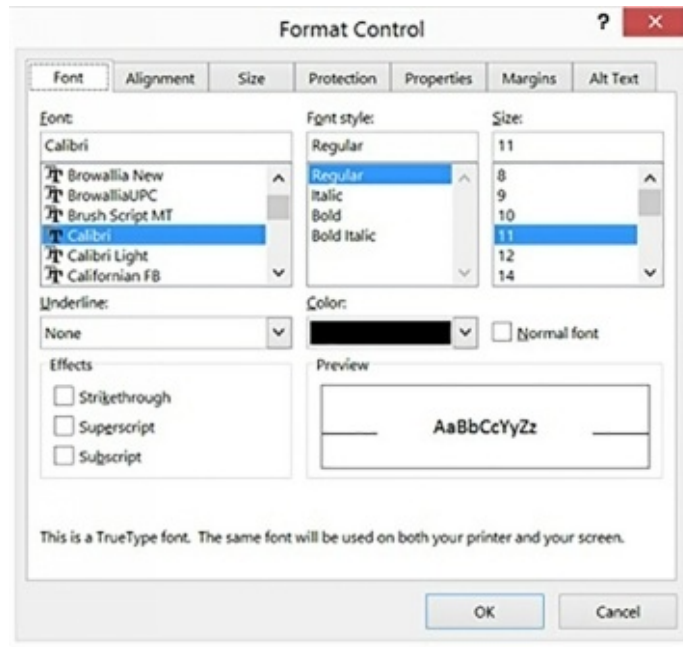 Format Control
?
Font Alignment Size Protection Properties Margins Alt Text
Font: Font style: Size:
Calibri Regular 11
Browallia New Regular 8
BrowalliaUPC Italic 9
Brush Script MT Bold 10
Calibri Bold Italic 11
Calibri Light 12
Californian FB 14
Underline: Color:
None Normal font
Effects Preview
Strikethrough
Superscript AaBbCcYyZz
Subscript
This is a TrueType font. The same font will be used on both your printer and your screen.
OK Cancel